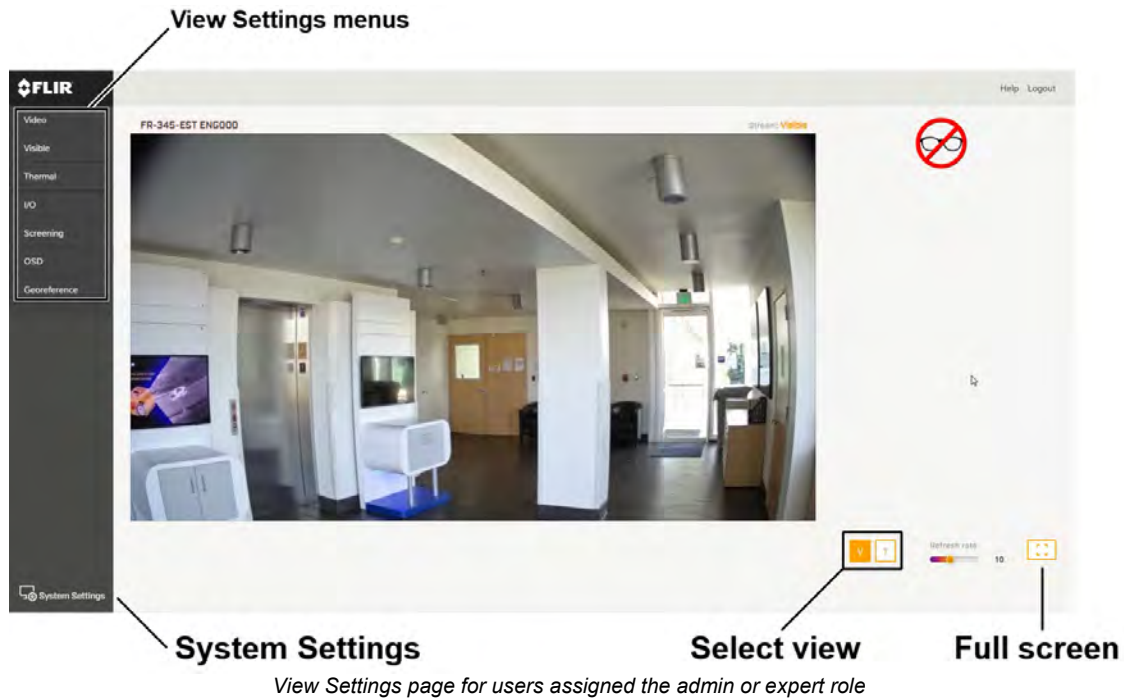 View Settings menus
FLIR
Help Logout
Video
FR-345-EST ENG000
Stream: Visible
Visible
Thermal
I/O
Screening
OSD
Georeference
V T
Refresh rate
10
System Settings
System Settings
Select view
Full screen
View Settings page for users assigned the admin or expert role